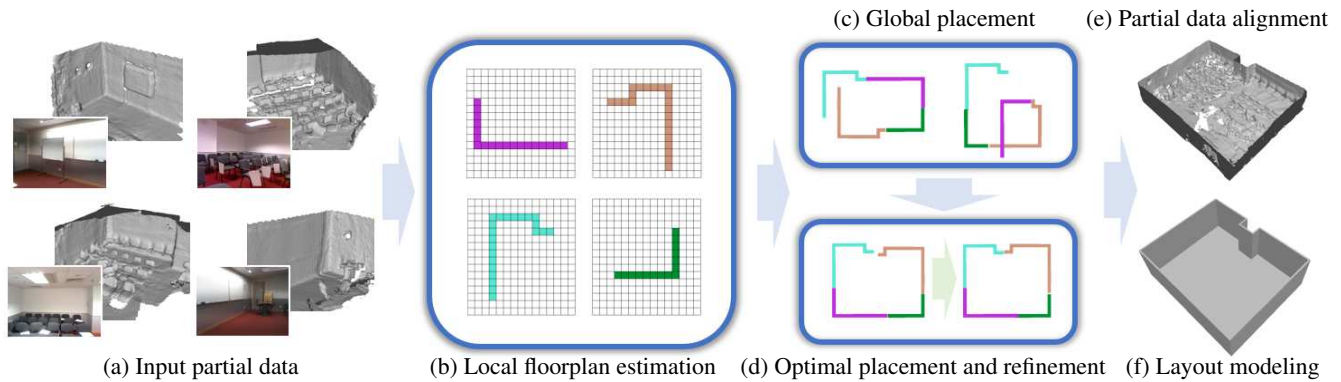 (c) Global placement
(e) Partial data alignment
(a) Input partial data
(b) Local floorplan estimation
(d) Optimal placement and refinement
(f) Layout modeling